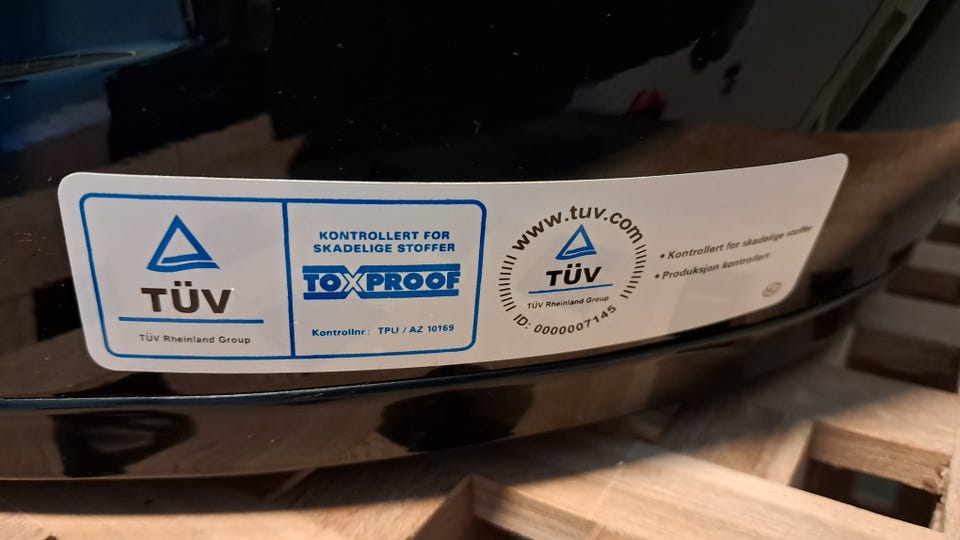 TÜV
TÜV Rheinland Group
KONTROLLERT FOR
SKADELIGE STOFFER
TOXPROOF
Kontrollnr.: TPU / AZ 10169
www.tuv.com
TÜV
TÜV Rheinland Group
ID: 0000007145
• Kontrollert for skadelige stoffer
• Produksjon kontrollert